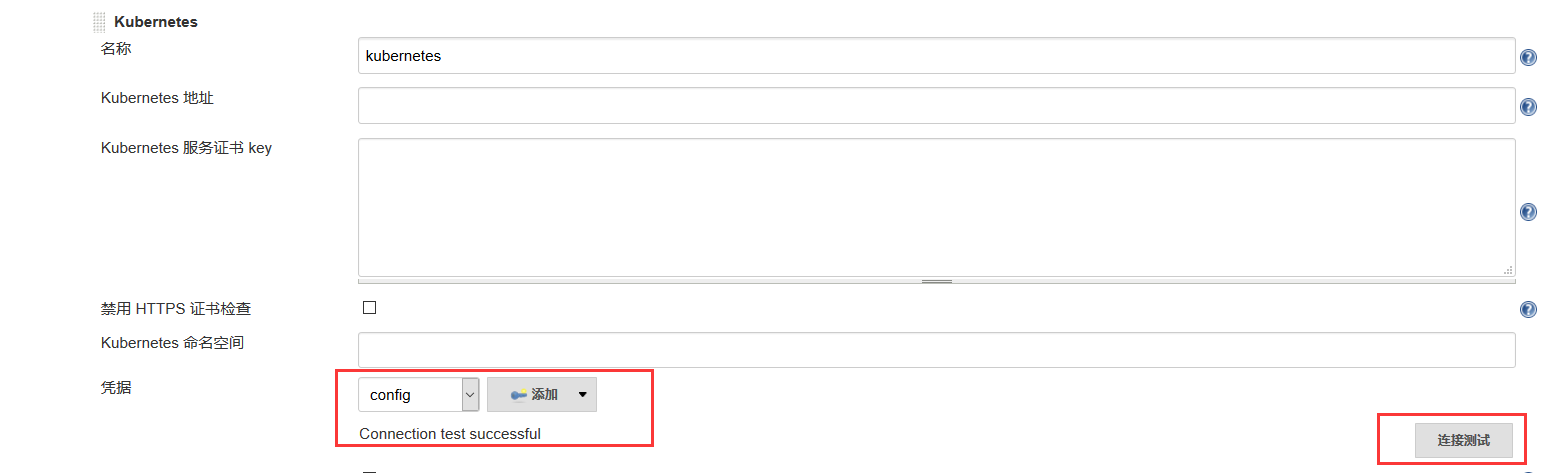 Kubernetes
名称
kubernetes
Kubernetes 地址
Kubernetes 服务证书 key
禁用 HTTPS 证书检查
Kubernetes 命名空间
凭据
config
添加
Connection test successful
连接测试